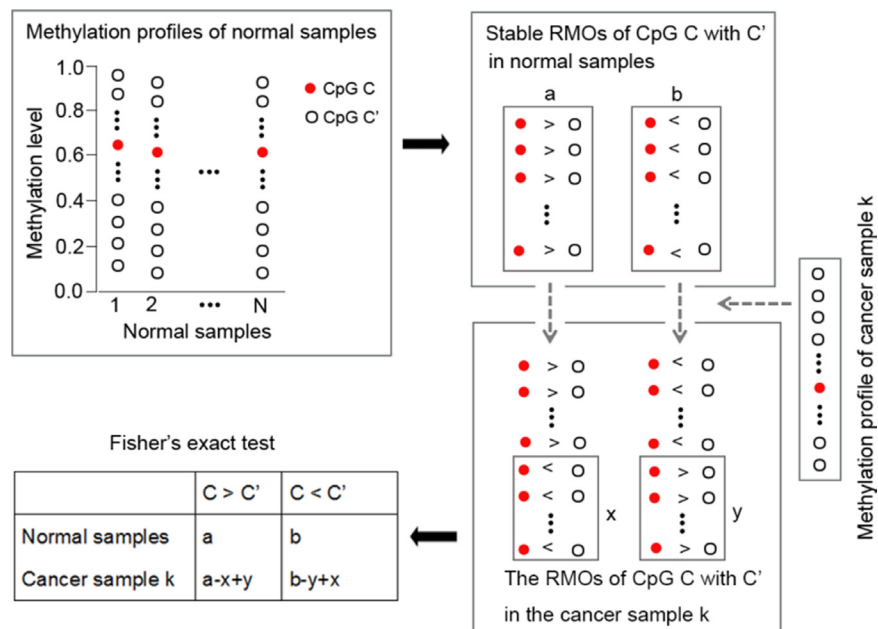 Methylation profiles of normal samples
Methylation level
1.0
0.8
0.6
0.4
0.2
0.0
CpG C
CpG C'
1 2 ... N
Normal samples
Stable RMOs of CpG C with C'
in normal samples
a b
> <
> <
> <
> <
Methylation profile of cancer sample k
> <
> <
> <
< >
< >
< >
x y
The RMOs of CpG C with C'
in the cancer sample k
Fisher's exact test
C > C' C < C'
Normal samples a b
Cancer sample k a-x+y b-y+x